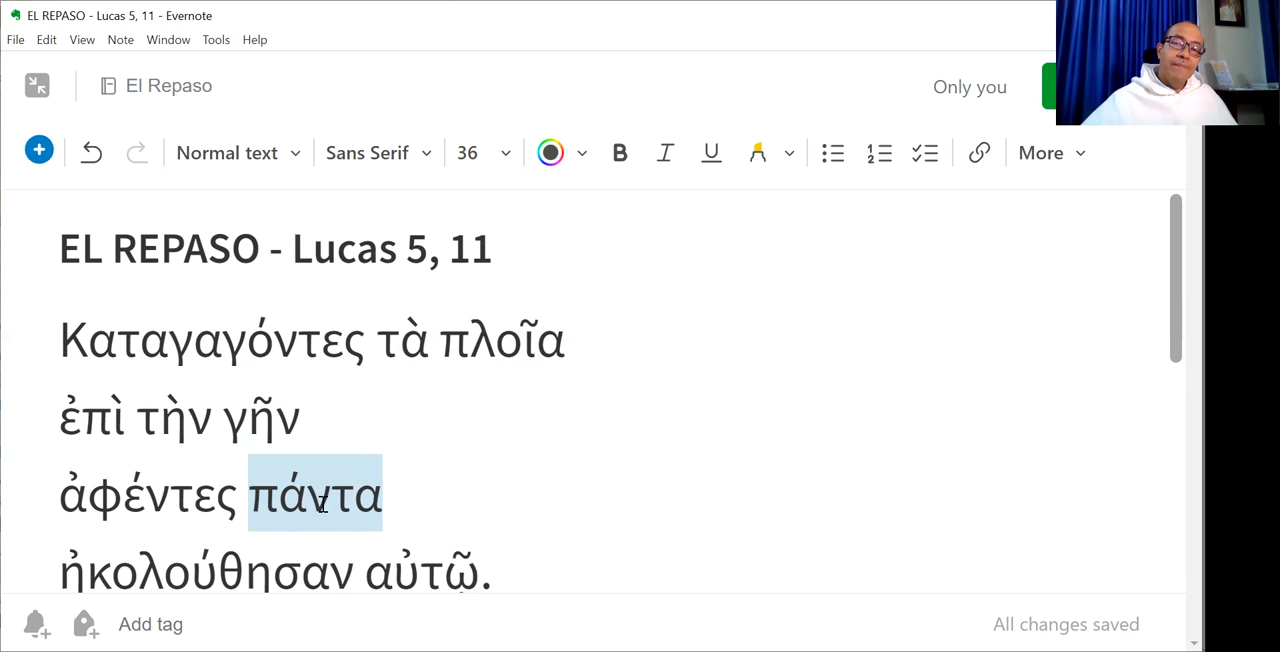 EL REPASO - Lucas 5, 11 - Evernote
File Edit View Note Window Tools Help
El Repaso
Only you
Normal text Sans Serif 36 B I U More
EL REPASO - Lucas 5, 11
Καταγαγόντες τὰ πλοῖα
ἐπὶ τὴν γῆν
ἀφέντες πάντα
ἠκολούθησαν αὐτῷ.
Add tag
All changes saved